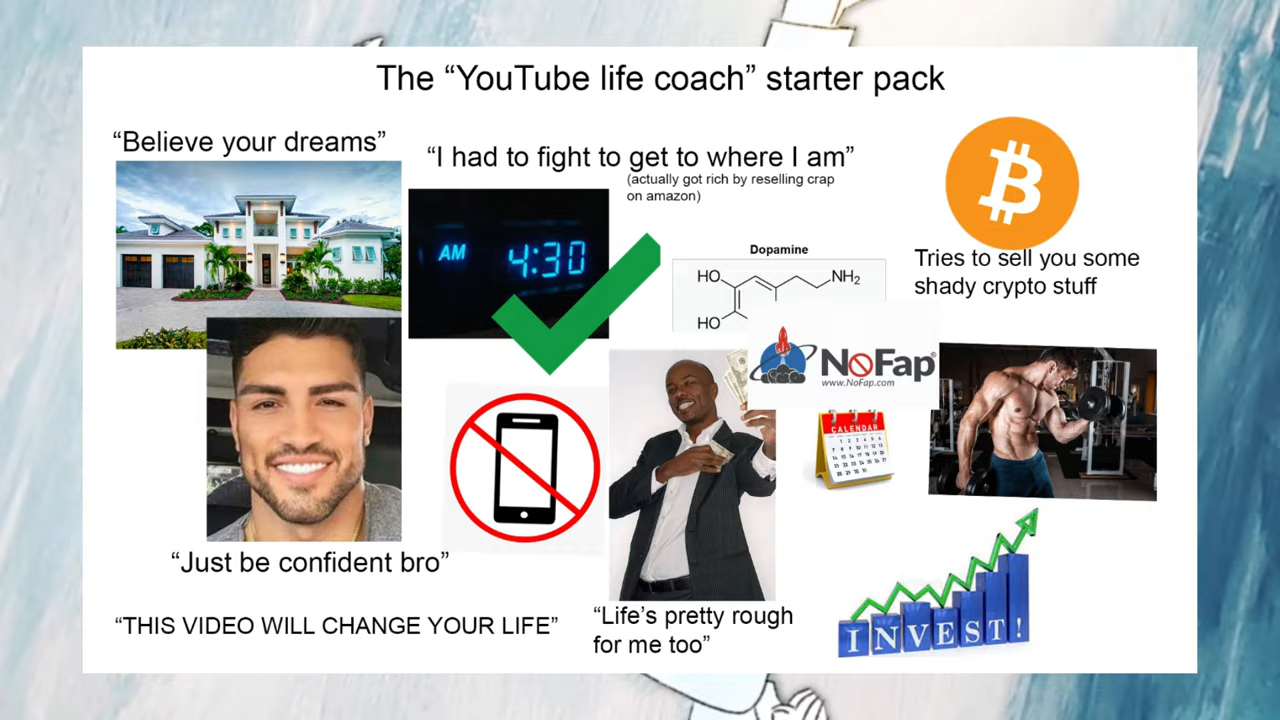 The “YouTube life coach” starter pack
“Believe your dreams”
“I had to fight to get to where I am”
(actually got rich by reselling crap
on amazon)
AM 4:30
Dopamine
HO
NH₂
HO
Tries to sell you some
shady crypto stuff
NoFap®
www.NoFap.com
CALENDAR
“Just be confident bro”
“THIS VIDEO WILL CHANGE YOUR LIFE”
“Life’s pretty rough
for me too”
INVEST!